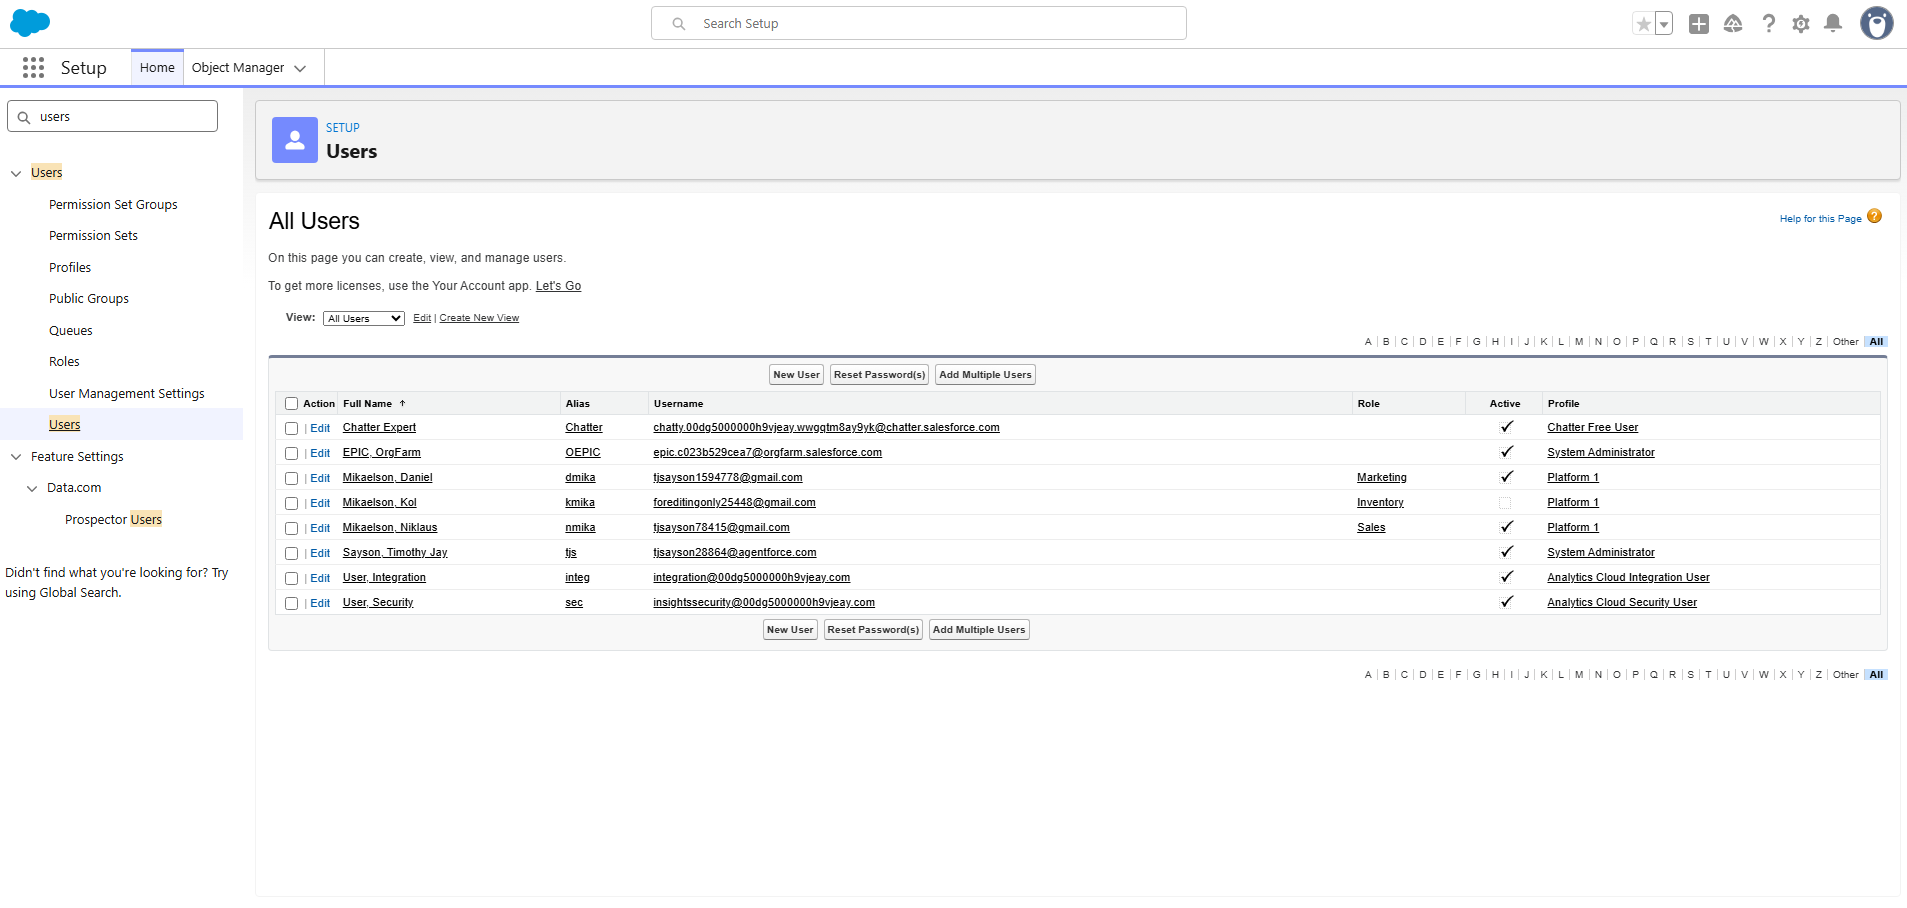 Search Setup
Setup
Home
Object Manager
users
Users
Permission Set Groups
Permission Sets
Profiles
Public Groups
Queues
Roles
User Management Settings
Users
Feature Settings
Data.com
Prospector Users
Didn't find what you're looking for? Try
using Global Search.
SETUP
Users
All Users
Help for this Page ?
On this page you can create, view, and manage users.
To get more licenses, use the Your Account app. Let's Go
View: All Users Edit | Create New View
A | B | C | D | E | F | G | H | I | J | K | L | M | N | O | P | Q | R | S | T | U | V | W | X | Y | Z | Other All
New User Reset Password(s) Add Multiple Users
Action Full Name ↑ Alias Username Role Active Profile
| Edit Chatter Expert Chatter chatty.00dg5000000h9vjeay.wwgqtm8ay9yk@chatter.salesforce.com Chatter Free User
| Edit EPIC, OrgFarm OEPIC epic.c023b529cea7@orgfarm.salesforce.com System Administrator
| Edit Mikaelson, Daniel dmika tjsayson1594778@gmail.com Marketing Platform 1
| Edit Mikaelson, Kol kmika foreditingonly25448@gmail.com Inventory Platform 1
| Edit Mikaelson, Niklaus nmika tjsayson78415@gmail.com Sales Platform 1
| Edit Sayson, Timothy Jay tjs tjsayson28864@agentforce.com System Administrator
| Edit User, Integration integ integration@00dg5000000h9vjeay.com Analytics Cloud Integration User
| Edit User, Security sec insightssecurity@00dg5000000h9vjeay.com Analytics Cloud Security User
New User Reset Password(s) Add Multiple Users
A | B | C | D | E | F | G | H | I | J | K | L | M | N | O | P | Q | R | S | T | U | V | W | X | Y | Z | Other All